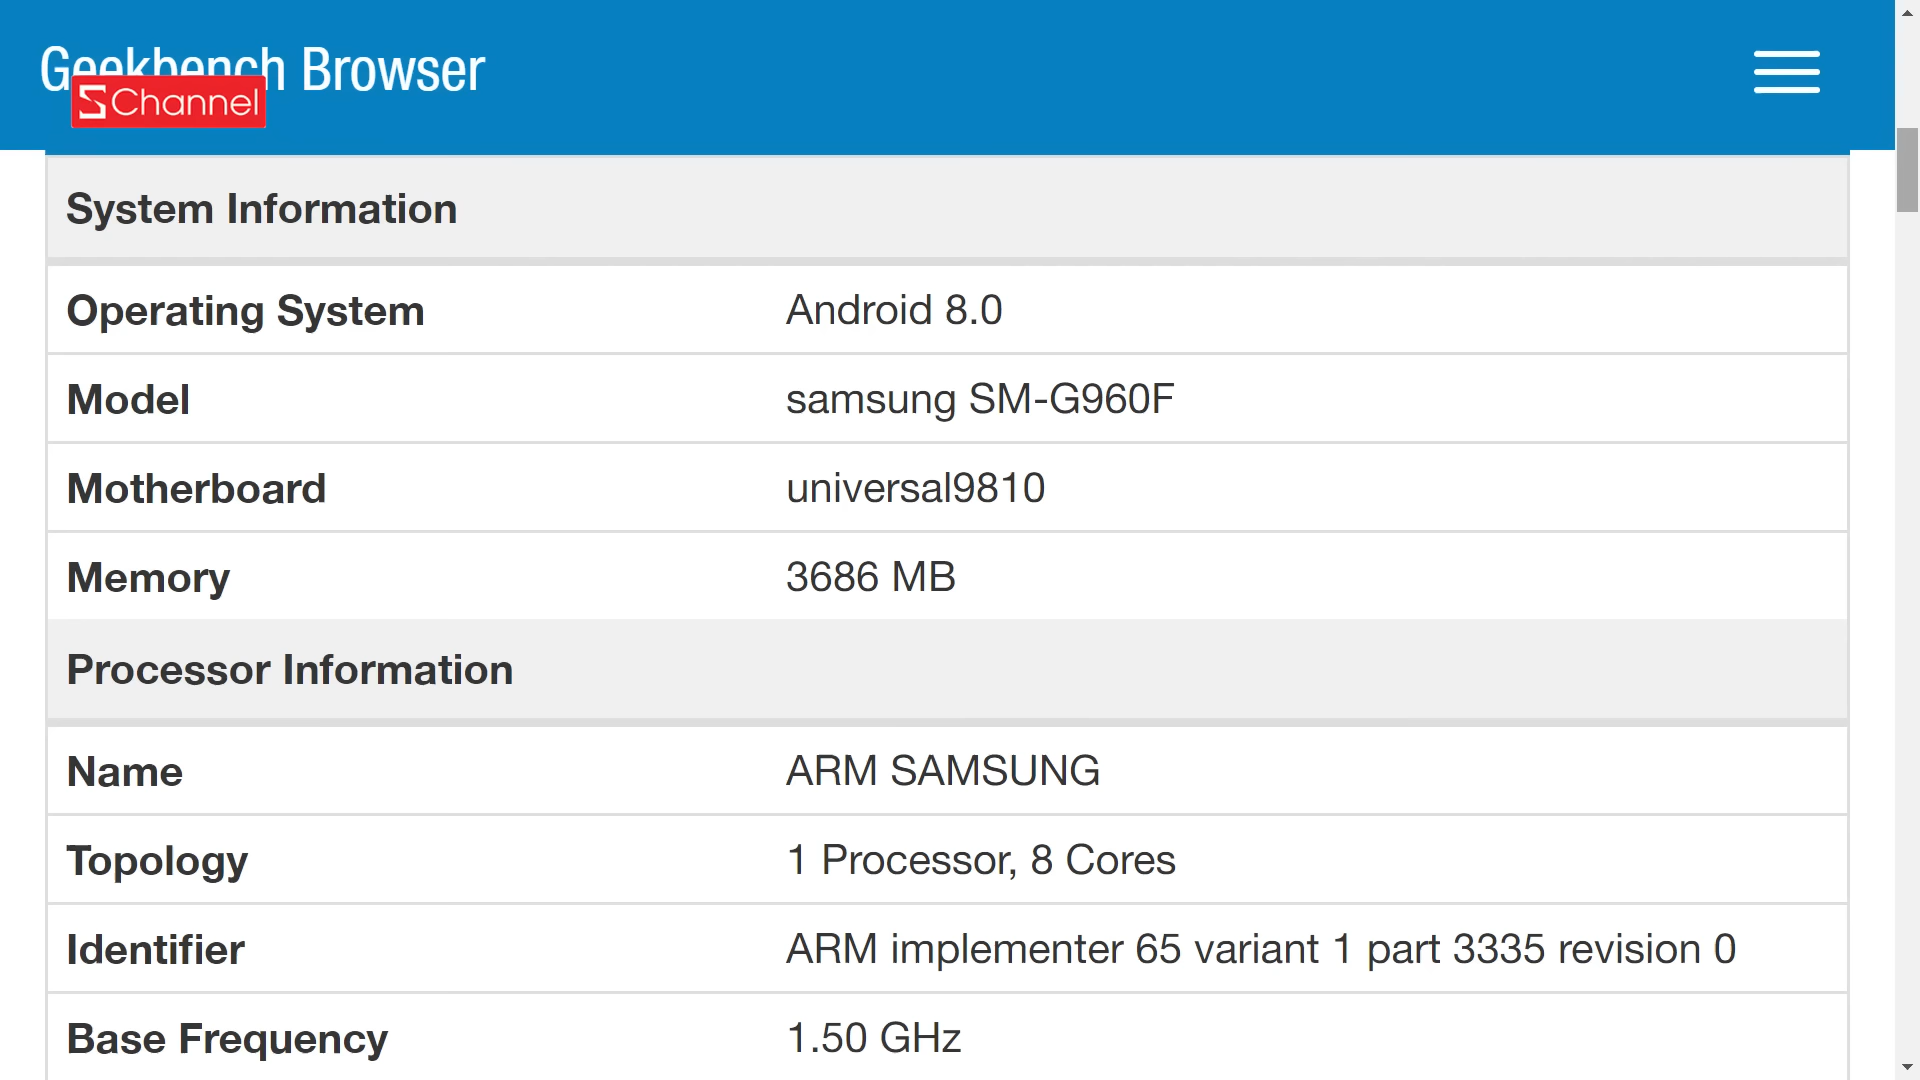 Geekbench Browser
SChannel
System Information
Operating System Android 8.0
Model samsung SM-G960F
Motherboard universal9810
Memory 3686 MB
Processor Information
Name ARM SAMSUNG
Topology 1 Processor, 8 Cores
Identifier ARM implementer 65 variant 1 part 3335 revision 0
Base Frequency 1.50 GHz